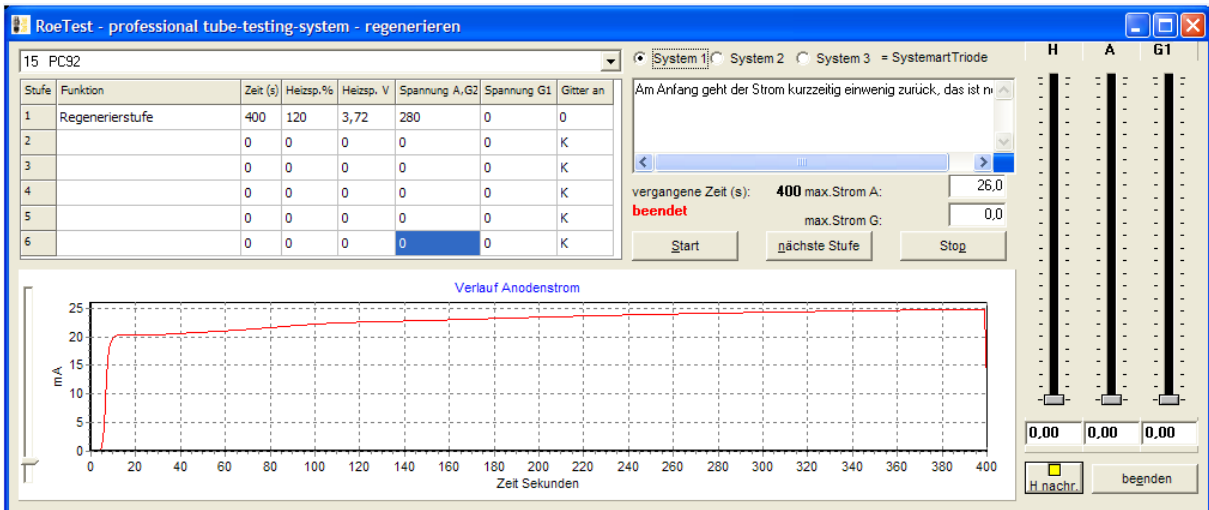 RoeTest - professional tube-testing-system - regenerieren
15 PC92
System 1 System 2 System 3 = SystemartTriode
H A G1
Stufe Funktion Zeit (s) Heizsp.% Heizsp. V Spannung A,G2 Spannung G1 Gitter an
1 Regenerierstufe 400 120 3,72 280 0 0
2 0 0 0 0 0 K
3 0 0 0 0 0 K
4 0 0 0 0 0 K
5 0 0 0 0 0 K
6 0 0 0 0 0 K
Am Anfang geht der Strom kurzzeitig einwenig zurück, das ist
vergangene Zeit (s): 400 max.Strom A: 26,0
beendet max.Strom G: 0,0
Start nächste Stufe Stop
Verlauf Anodenstrom
25
20
15
10
5
0
mA
0 20 40 60 80 100 120 140 160 180 200 220 240 260 280 300 320 340 360 380 400
Zeit Sekunden
0,00 0,00 0,00
H nachr. beenden